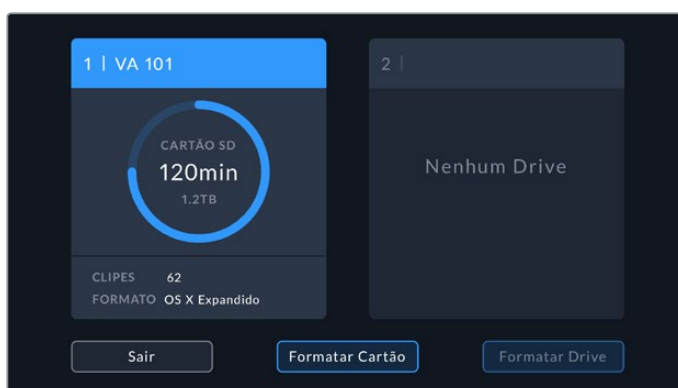 1 | VA 101
CARTÃO SD
120min
1.2TB
CLIPES 62
FORMATO OS X Expandido
2 |
Nenhum Drive
Sair
Formatar Cartão
Formatar Drive